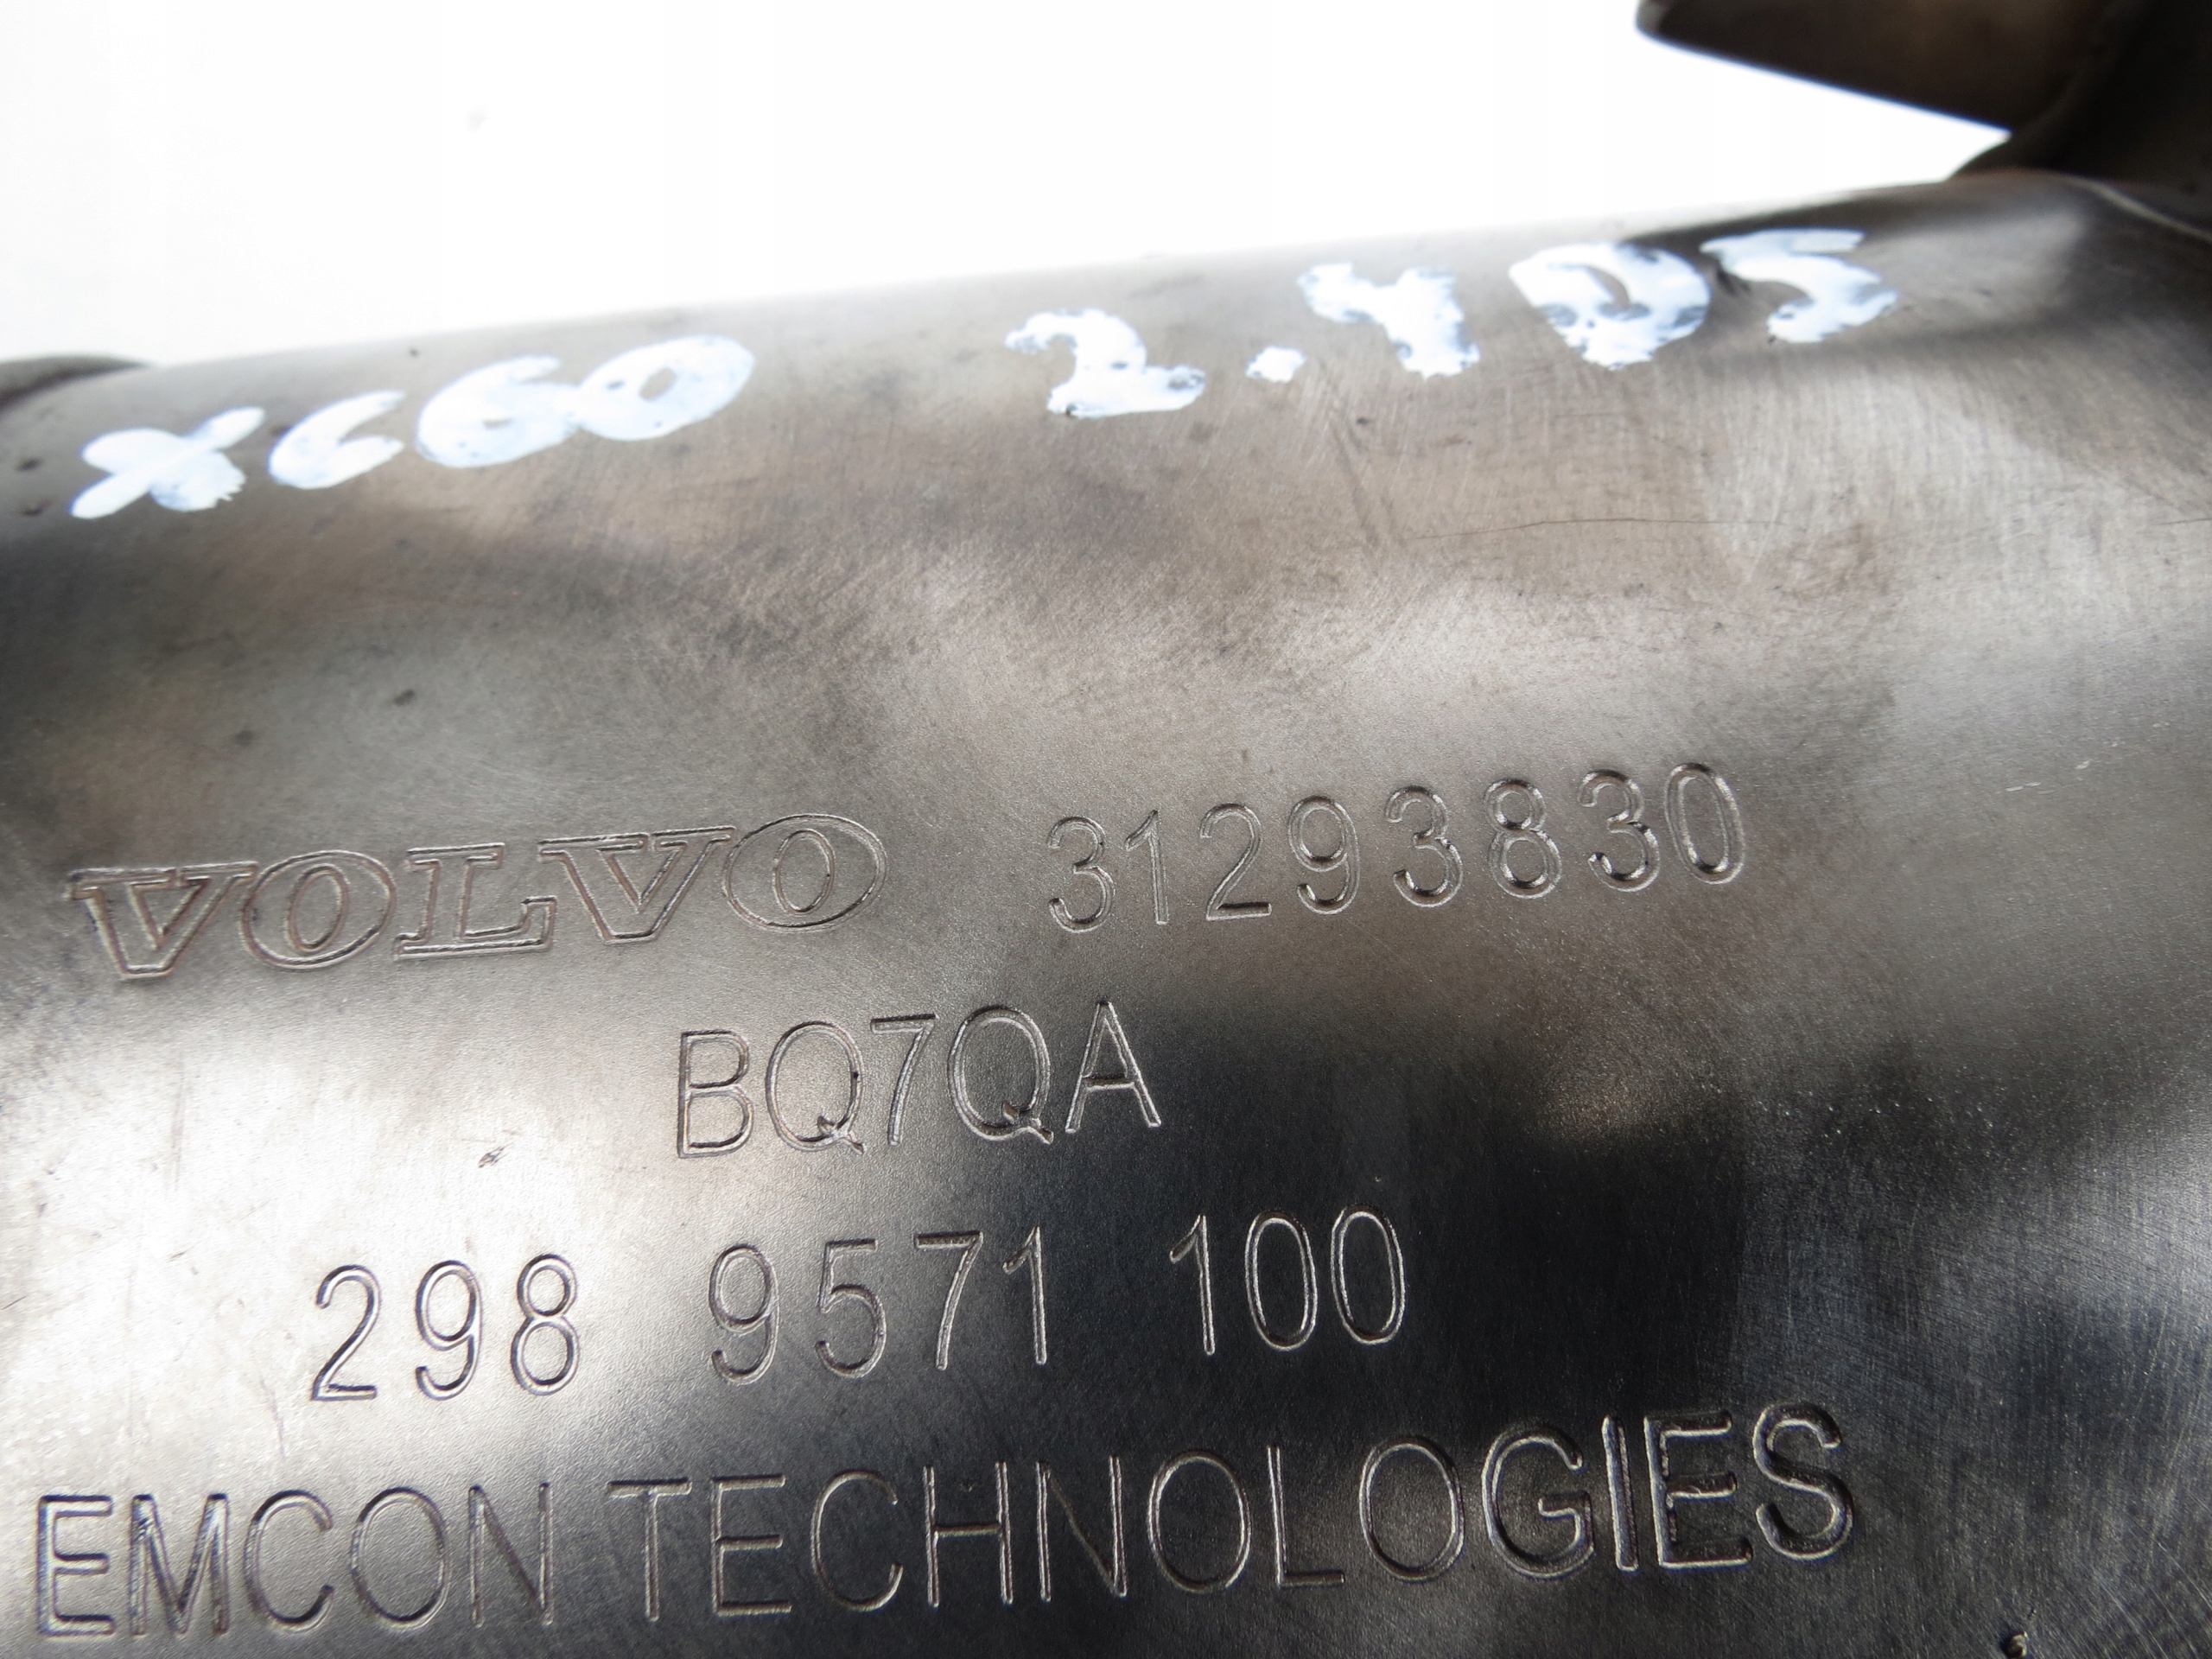 XC60 2.4D5
VOLVO 31293830
BQ7QA
298 9571 100
EMCON TECHNOLOGIES